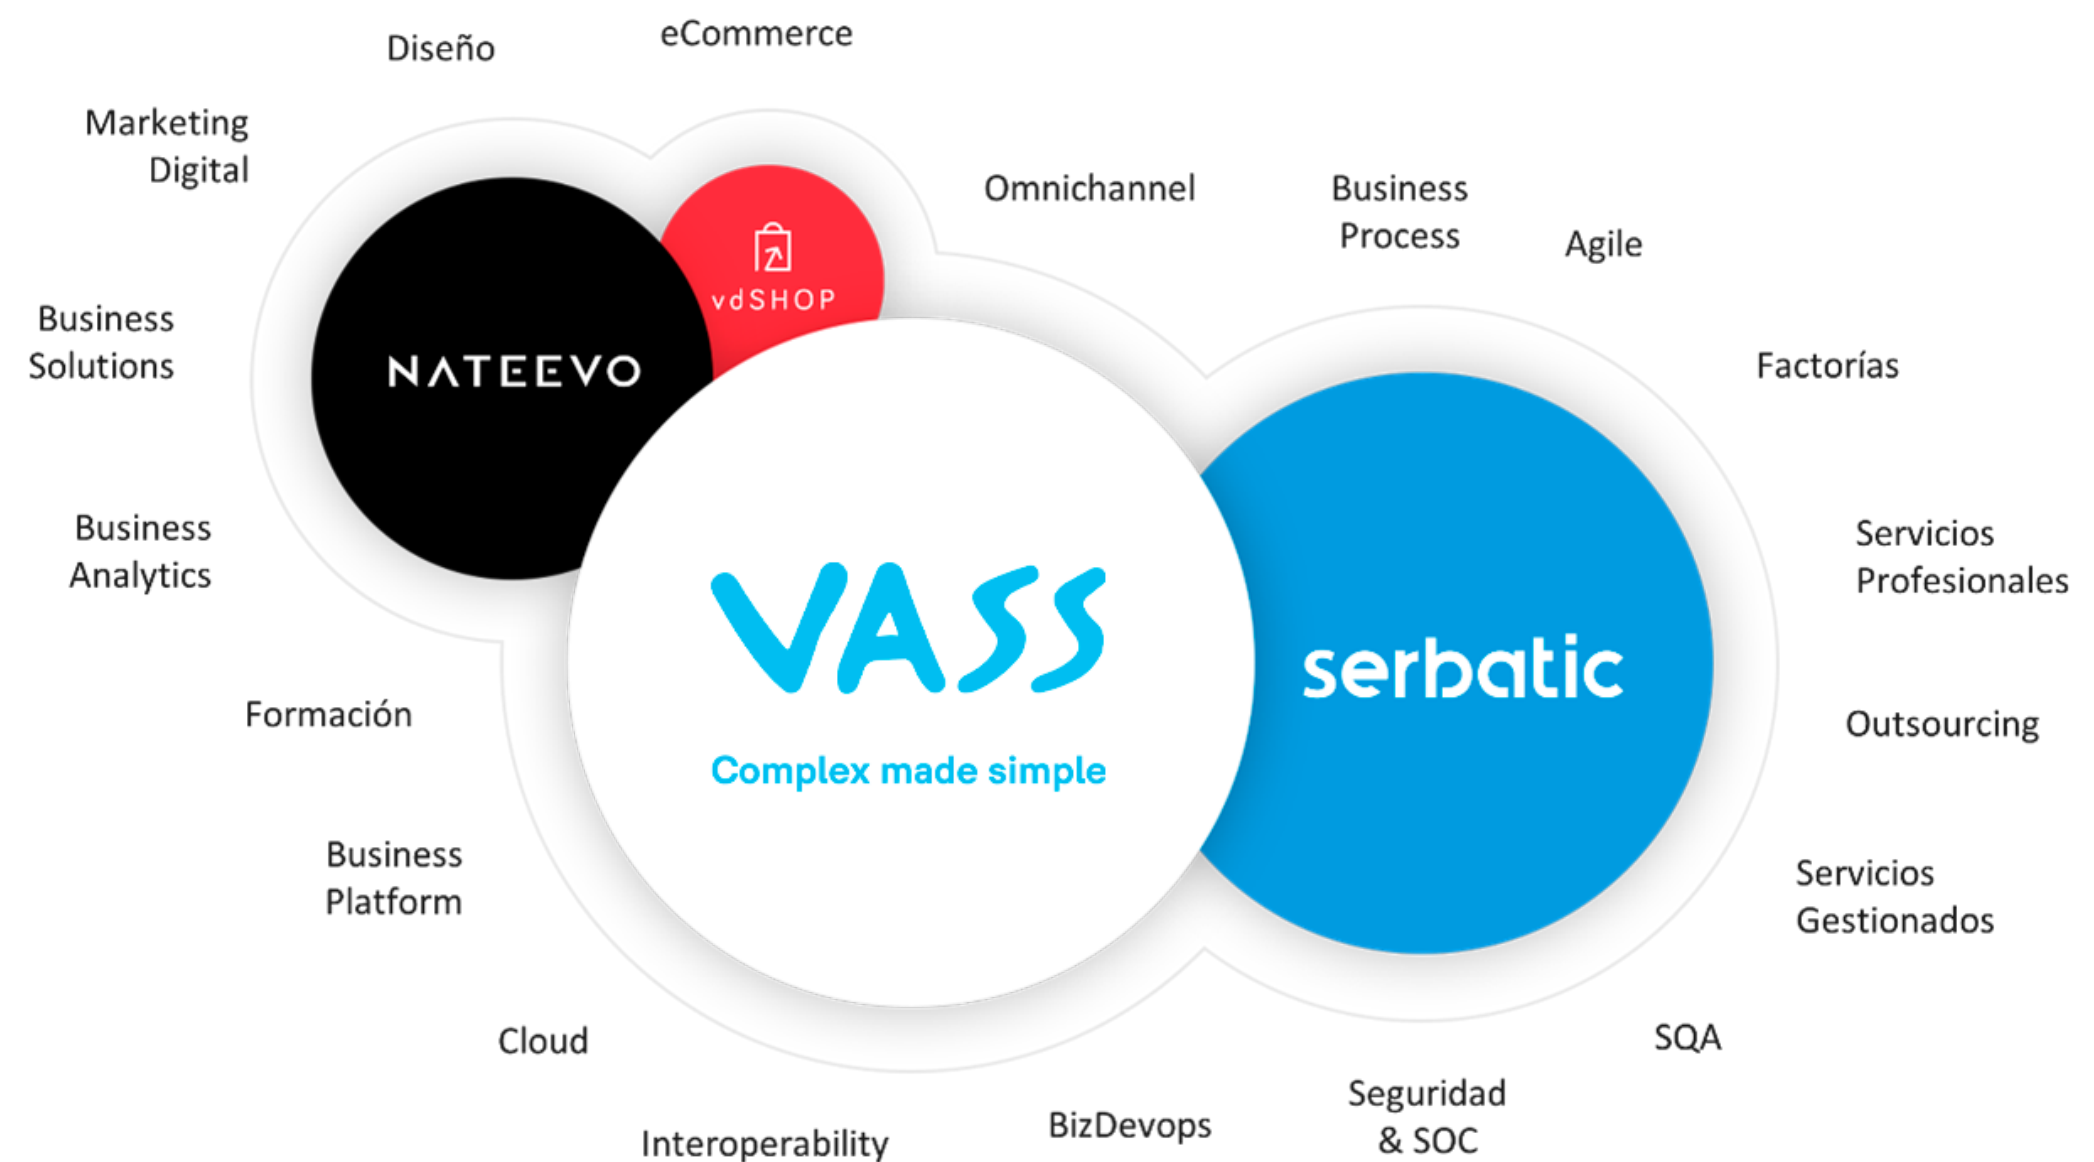 eCommerce
Diseño
Marketing
Digital
Omnichannel
Business
Process
Agile
vdSHOP
Business
Solutions
NATEEVO
Factorías
Business
Analytics
Servicios
Profesionales
VASS
serbatic
Formación
Outsourcing
Complex made simple
Business
Platform
Servicios
Gestionados
Cloud
SQA
Interoperability
BizDevops
Seguridad
& SOC